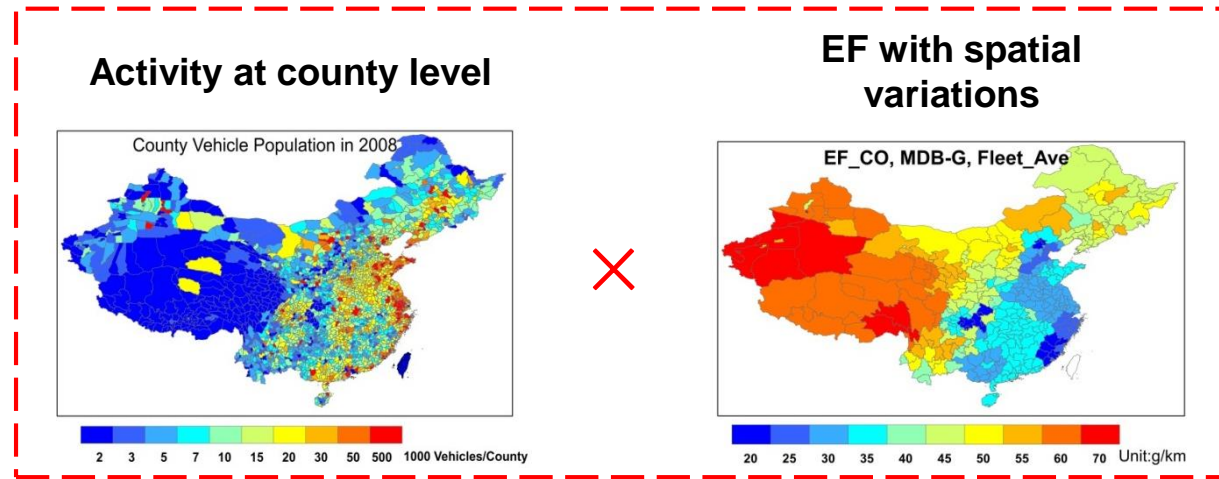 Activity at county level
EF with spatial
variations
County Vehicle Population in 2008
EF_CO, MDB-G, Fleet_Ave
×
2 3 5 7 10 15 20 30 50 500 1000 Vehicles/County
20 25 30 35 40 45 50 55 60 70 Unit:g/km